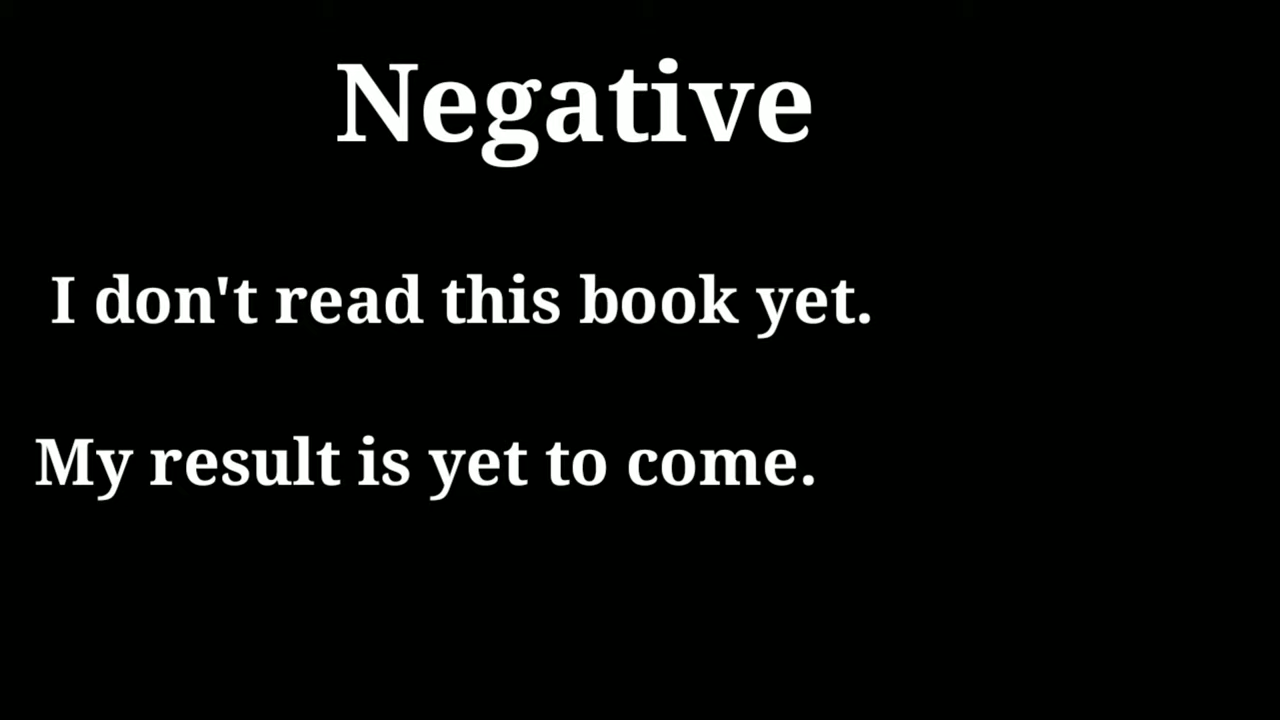 Negative
I don't read this book yet.
My result is yet to come.